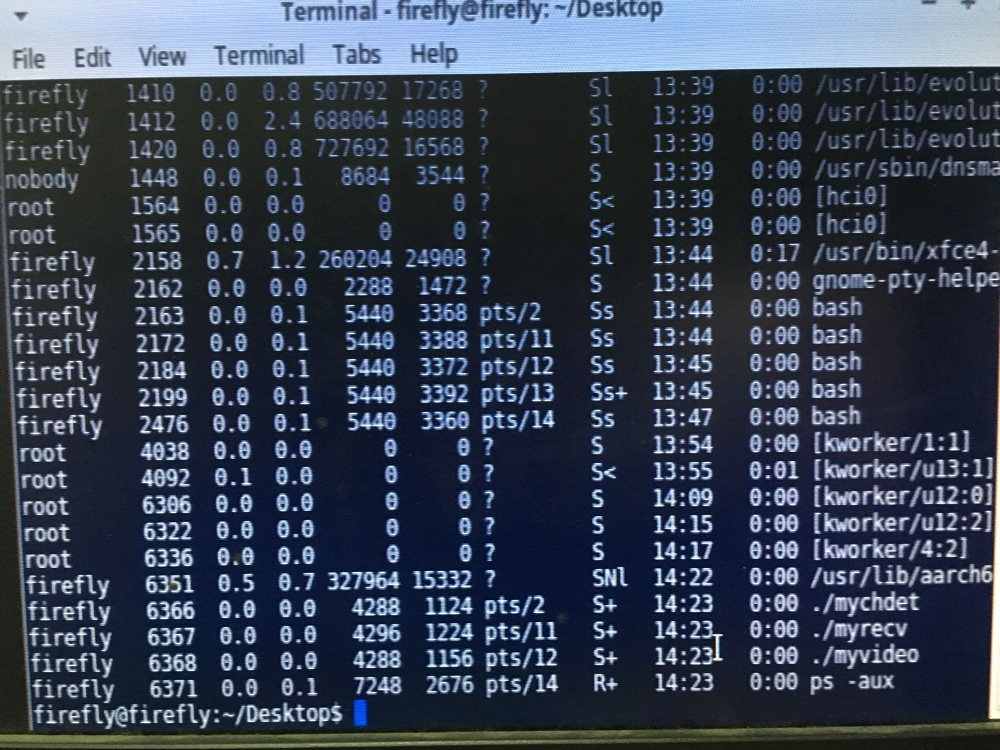 Terminal - firefly@firefly: ~/Desktop
File Edit View Terminal Tabs Help
firefly 1410 0.0 0.8 507792 17268 ? Sl 13:39 0:00 /usr/lib/evolut
firefly 1412 0.0 2.4 688064 48088 ? Sl 13:39 0:00 /usr/lib/evolut
firefly 1420 0.0 0.8 727692 16568 ? Sl 13:39 0:00 /usr/lib/evolut
nobody 1448 0.0 0.1 8684 3544 ? S 13:39 0:00 /usr/sbin/dnsma
root 1564 0.0 0.0 0 0 ? S< 13:39 0:00 [hci0]
root 1565 0.0 0.0 0 0 ? S< 13:39 0:00 [hci0]
firefly 2158 0.7 1.2 260204 24908 ? Sl 13:44 0:17 /usr/bin/xfce4-
firefly 2162 0.0 0.0 2288 1472 ? S 13:44 0:00 gnome-pty-helpe
firefly 2163 0.0 0.1 5440 3368 pts/2 Ss 13:44 0:00 bash
firefly 2172 0.0 0.1 5440 3388 pts/11 Ss 13:44 0:00 bash
firefly 2184 0.0 0.1 5440 3372 pts/12 Ss 13:45 0:00 bash
firefly 2199 0.0 0.1 5440 3392 pts/13 Ss+ 13:45 0:00 bash
firefly 2476 0.0 0.1 5440 3360 pts/14 Ss 13:47 0:00 bash
root 4038 0.0 0.0 0 0 ? S 13:54 0:00 [kworker/1:1]
root 4092 0.1 0.0 0 0 ? S< 13:55 0:01 [kworker/u13:1]
root 6306 0.0 0.0 0 0 ? S 14:09 0:00 [kworker/u12:0]
root 6322 0.0 0.0 0 0 ? S 14:15 0:00 [kworker/u12:2]
root 6336 0.0 0.0 0 0 ? S 14:17 0:00 [kworker/4:2]
firefly 6351 0.5 0.7 327964 15332 ? SNl 14:22 0:00 /usr/lib/aarch6
firefly 6366 0.0 0.0 4288 1124 pts/2 S+ 14:23 0:00 ./mychdet
firefly 6367 0.0 0.0 4296 1224 pts/11 S+ 14:23 0:00 ./myrecv
firefly 6368 0.0 0.0 4288 1156 pts/12 S+ 14:23 0:00 ./myvideo
firefly 6371 0.0 0.1 7248 2676 pts/14 R+ 14:23 0:00 ps -aux
firefly@firefly:~/Desktop$